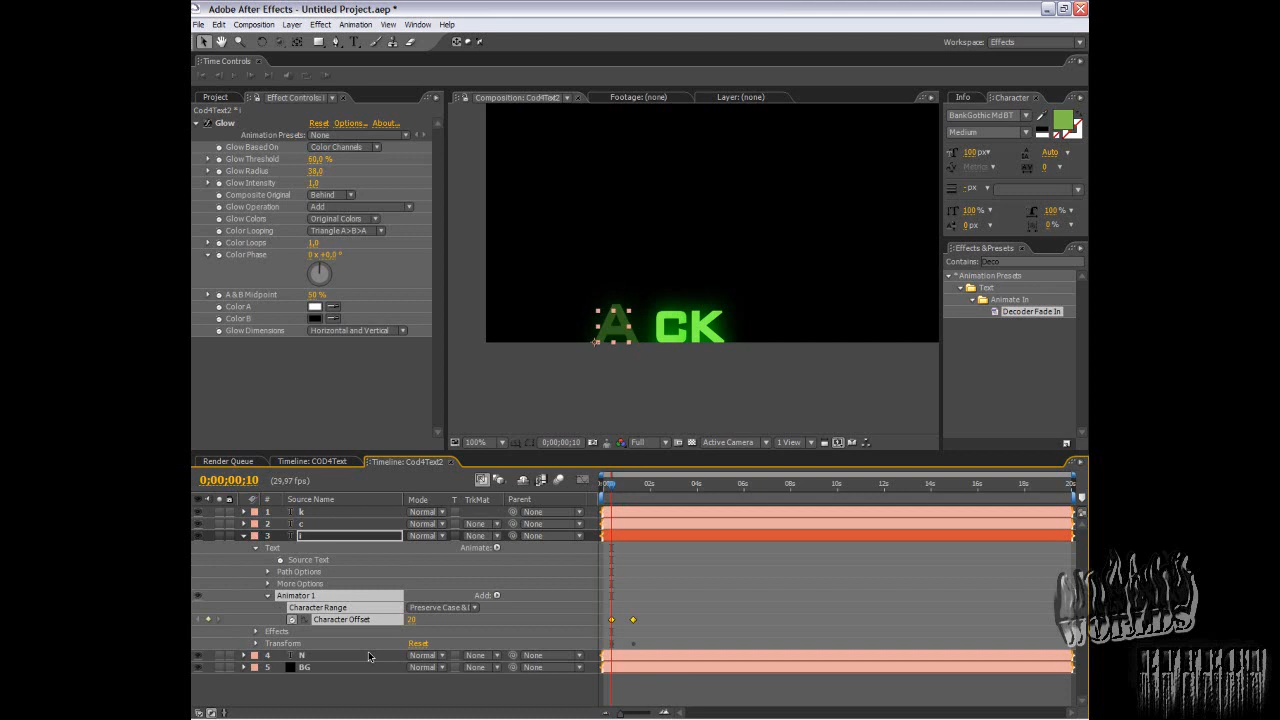 Adobe After Effects - Untitled Project.aep *
File Edit Composition Layer Effect Animation View Window Help
Workspace: Effects
Time Controls
Project Effect Controls: i
Composition: Cod4Text2 Footage: (none) Layer: (none)
Info Character
Cod4Text2 * i
Glow Reset Options... About...
Animation Presets: None
Glow Based On Color Channels
Glow Threshold 60,0 %
Glow Radius 38,0
Glow Intensity 1,0
Composite Original Behind
Glow Operation Add
Glow Colors Original Colors
Color Looping Triangle A>B>A
Color Loops 1,0
Color Phase 0 x +0,0 °
A & B Midpoint 50 %
Color A
Color B
Glow Dimensions Horizontal and Vertical
A CK
BankGothic Md BT
Medium
100 px Auto
Metrics 0
- px
100 % 100 %
0 px 0 %
Effects & Presets
Contains: Deco
* Animation Presets
Text
Animate In
Decoder Fade In
100% 0;00;00;10 Full Active Camera 1 View
Render Queue Timeline: COD4Text Timeline: Cod4Text2
0;00;00;10 (29,97 fps)
02s 04s 06s 08s 10s 12s 14s 16s 18s 20s
# Source Name Mode T TrkMat Parent
1 T k Normal None
2 T c Normal None None
3 T i Normal None None
Text Animate:
Source Text
Path Options
More Options
Animator 1 Add:
Character Range Preserve Case &
Character Offset 20
Effects
Transform Reset
4 T N Normal None None
5 BG Normal None None